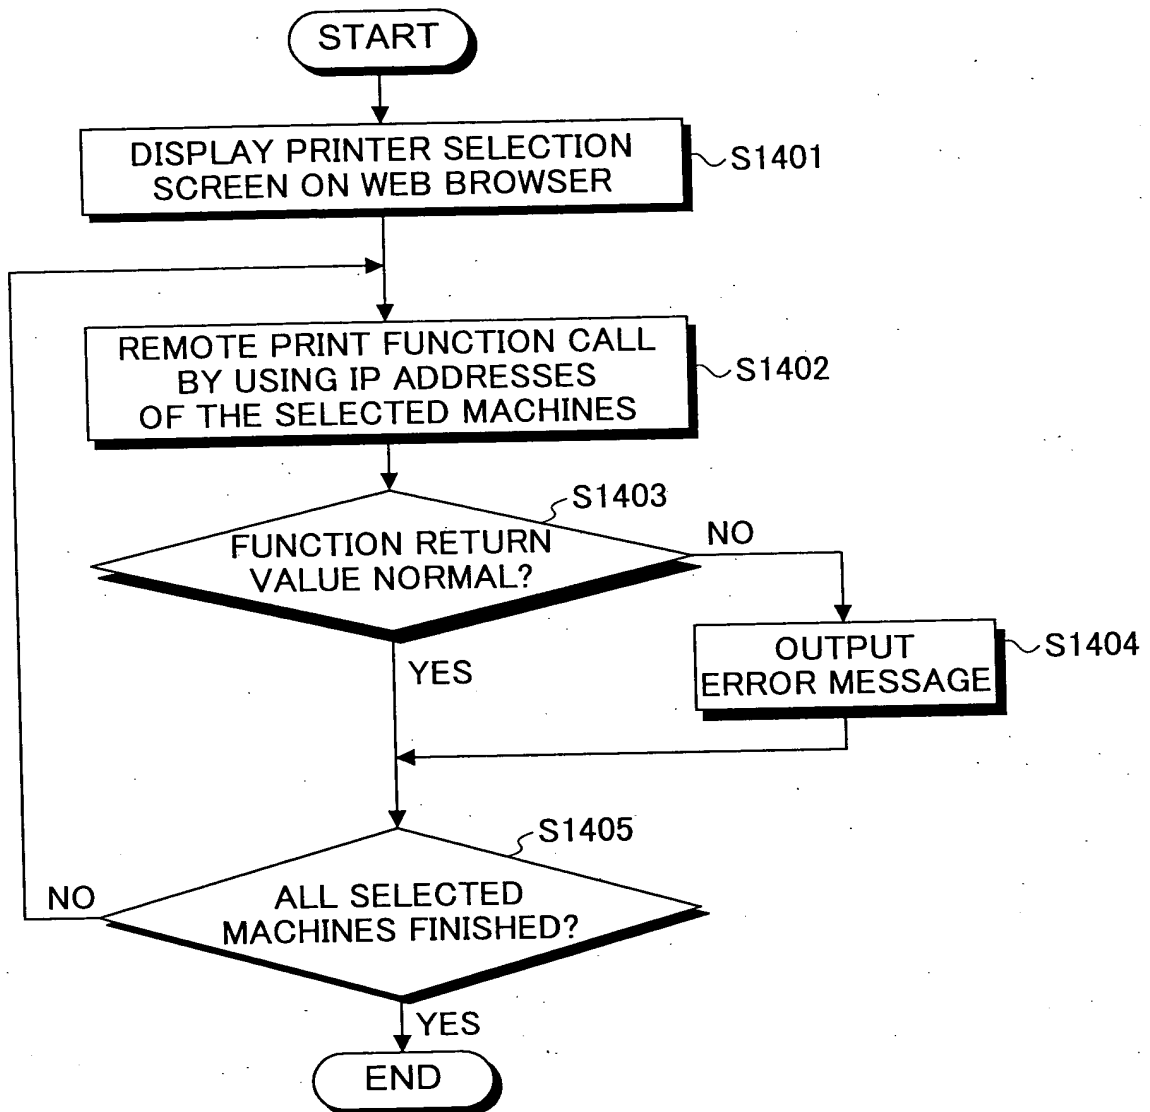 START
DISPLAY PRINTER SELECTION
SCREEN ON WEB BROWSER
S1401
REMOTE PRINT FUNCTION CALL
BY USING IP ADDRESSES
OF THE SELECTED MACHINES
S1402
S1403
FUNCTION RETURN
VALUE NORMAL?
NO
YES
OUTPUT
ERROR MESSAGE
S1404
S1405
ALL SELECTED
MACHINES FINISHED?
NO
YES
END